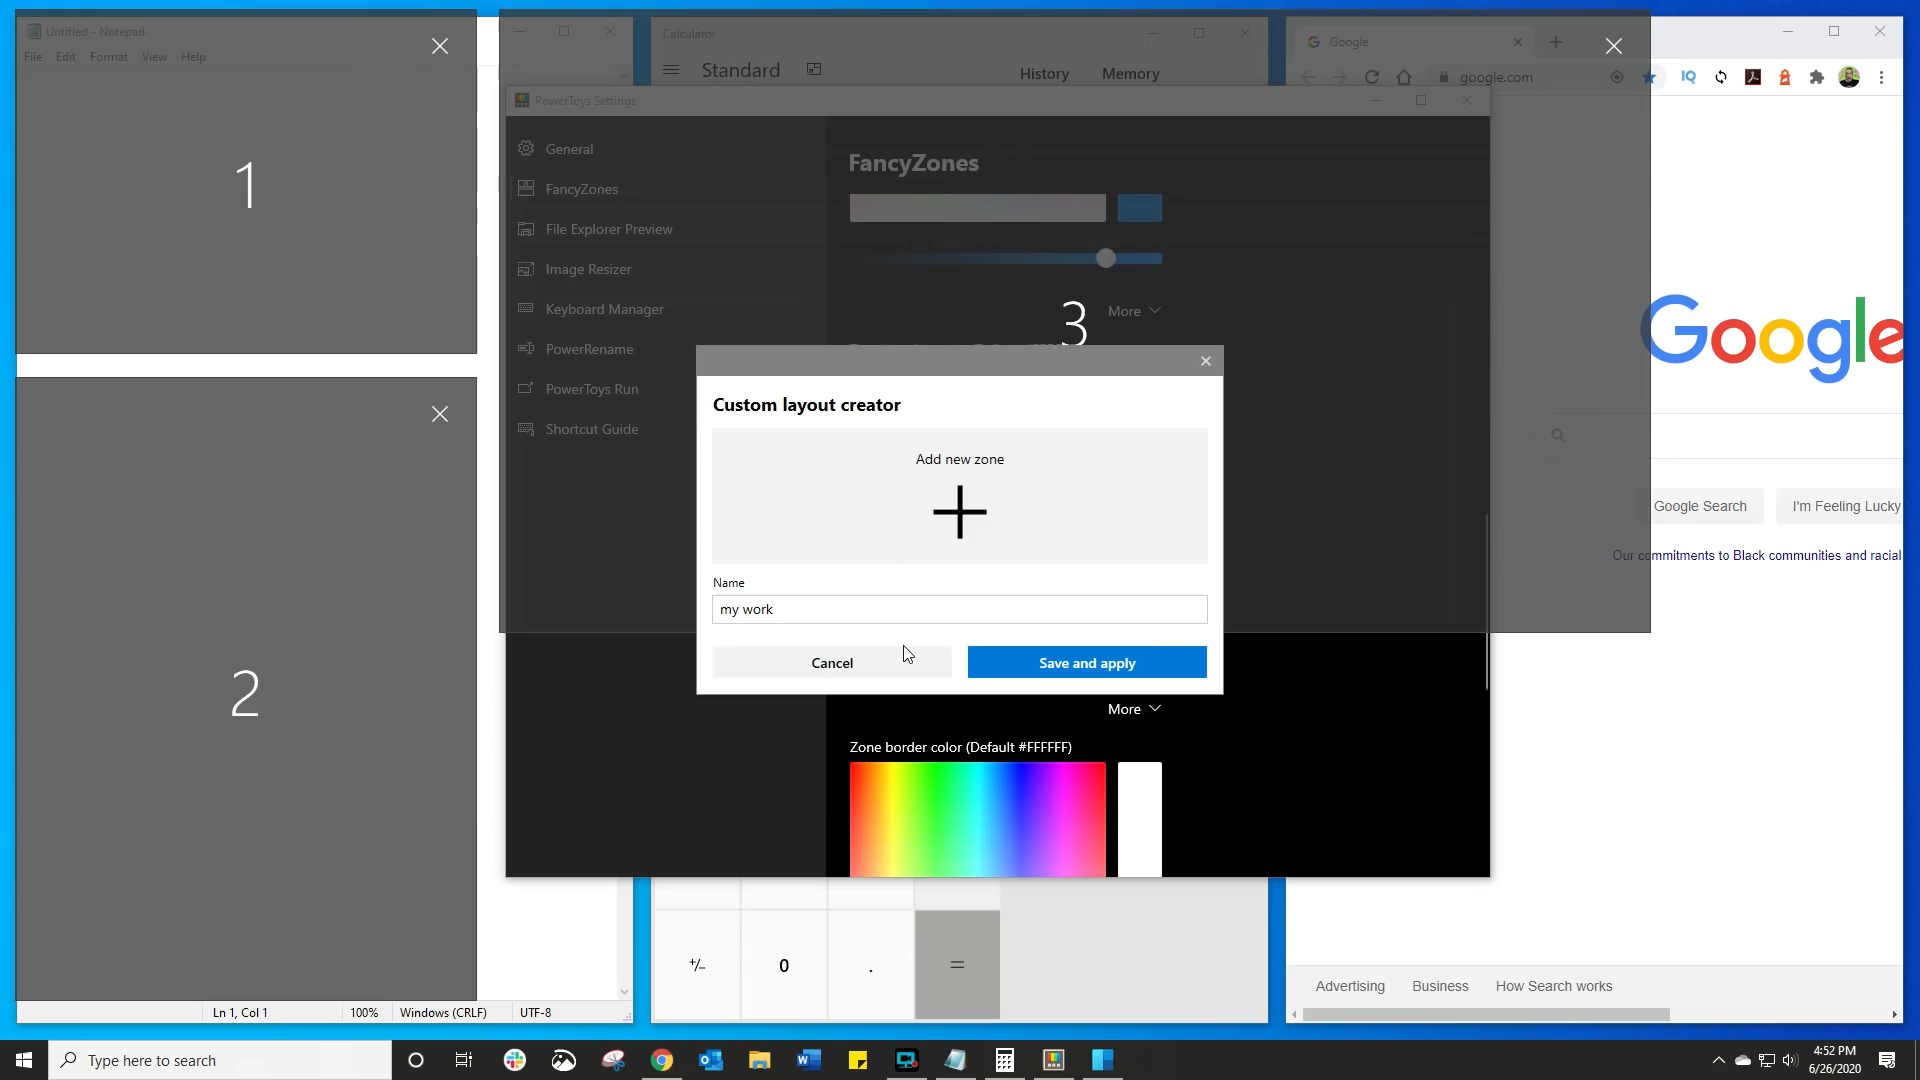 Untitled - Notepad
File Edit Format View Help
1
2
Ln 1, Col 1 100% Windows (CRLF) UTF-8
Calculator
Standard
History Memory
PowerToys Settings
General
FancyZones
File Explorer Preview
Image Resizer
Keyboard Manager
PowerRename
PowerToys Run
Shortcut Guide
FancyZones
More
3
Custom layout creator
Add new zone
Name
my work
Cancel Save and apply
More
Zone border color (Default #FFFFFF)
+/- 0 . =
Google
google.com
IQ
Google
Google Search I'm Feeling Lucky
Our commitments to Black communities and racial
Advertising Business How Search works
Type here to search
4:52 PM
6/26/2020